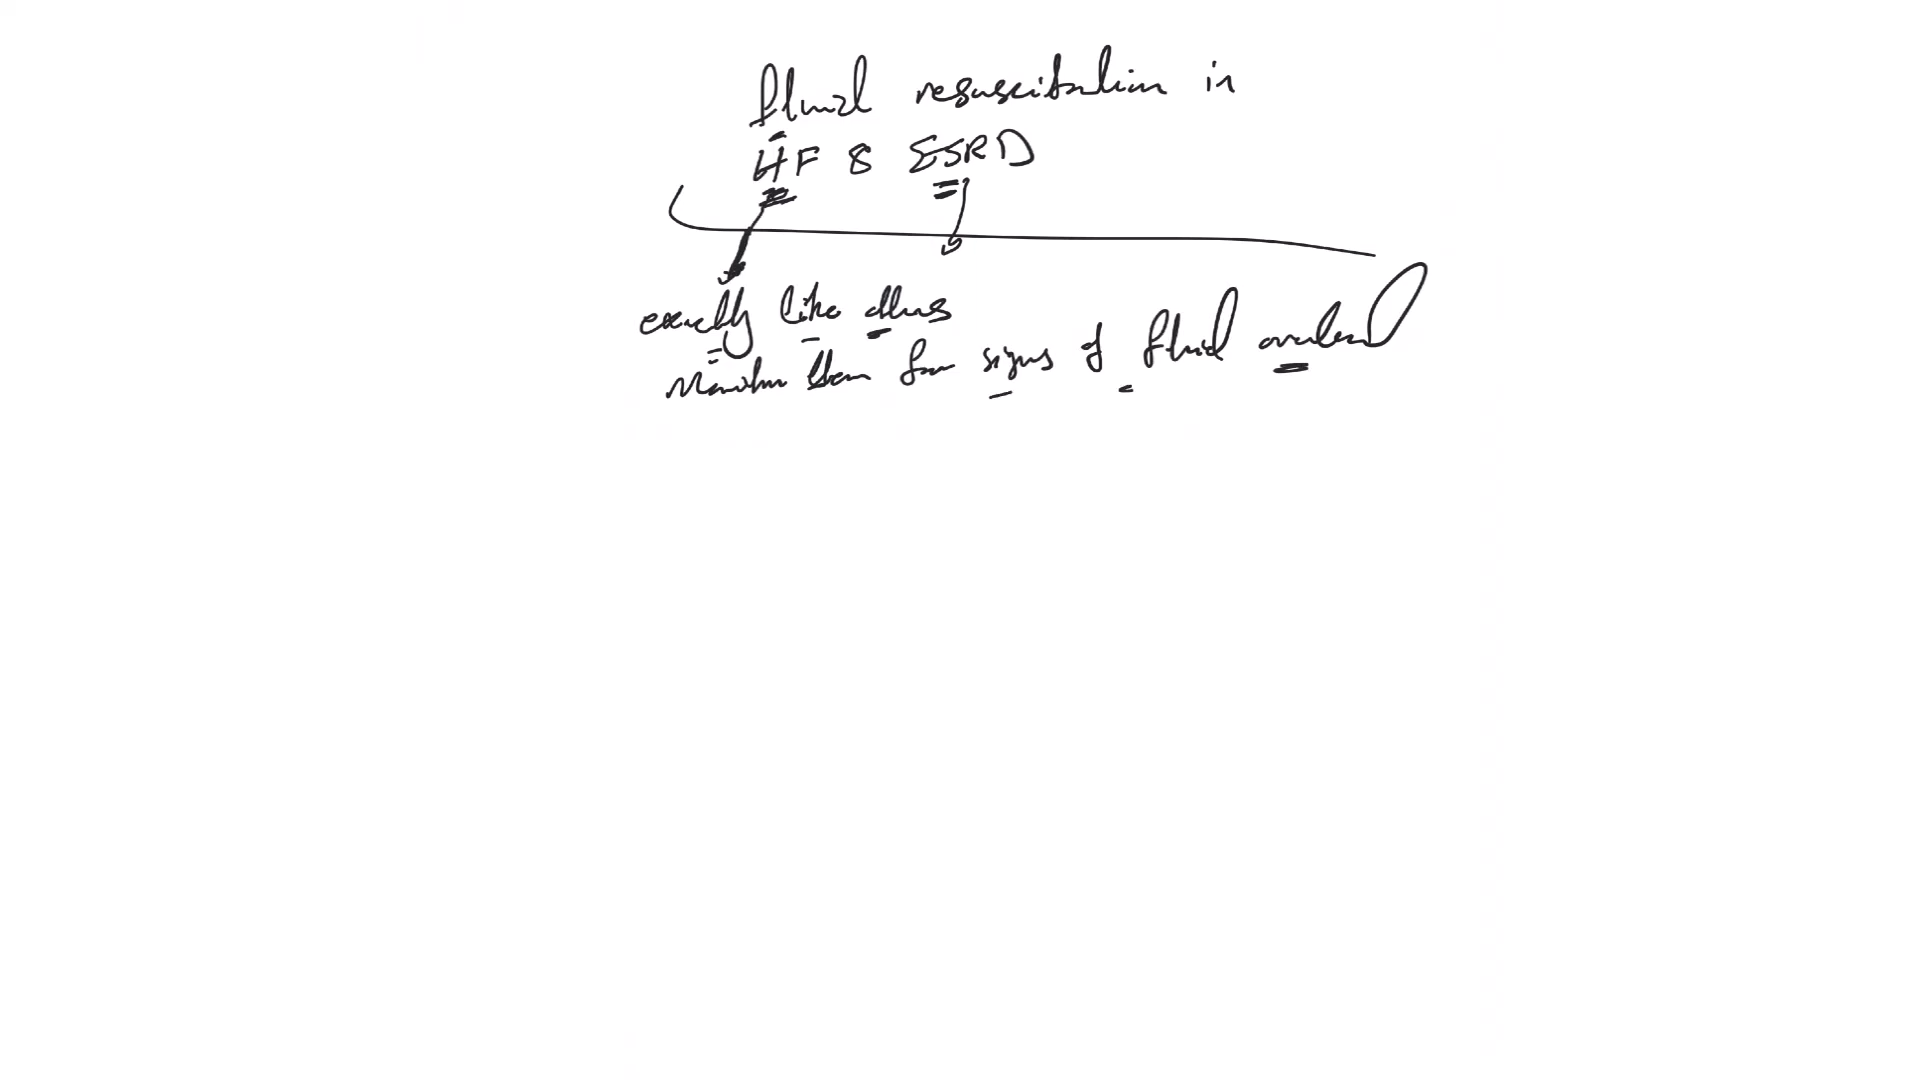 fluid resuscitation in
HF & ESRD
exactly like others
Monitor them for signs of fluid overload